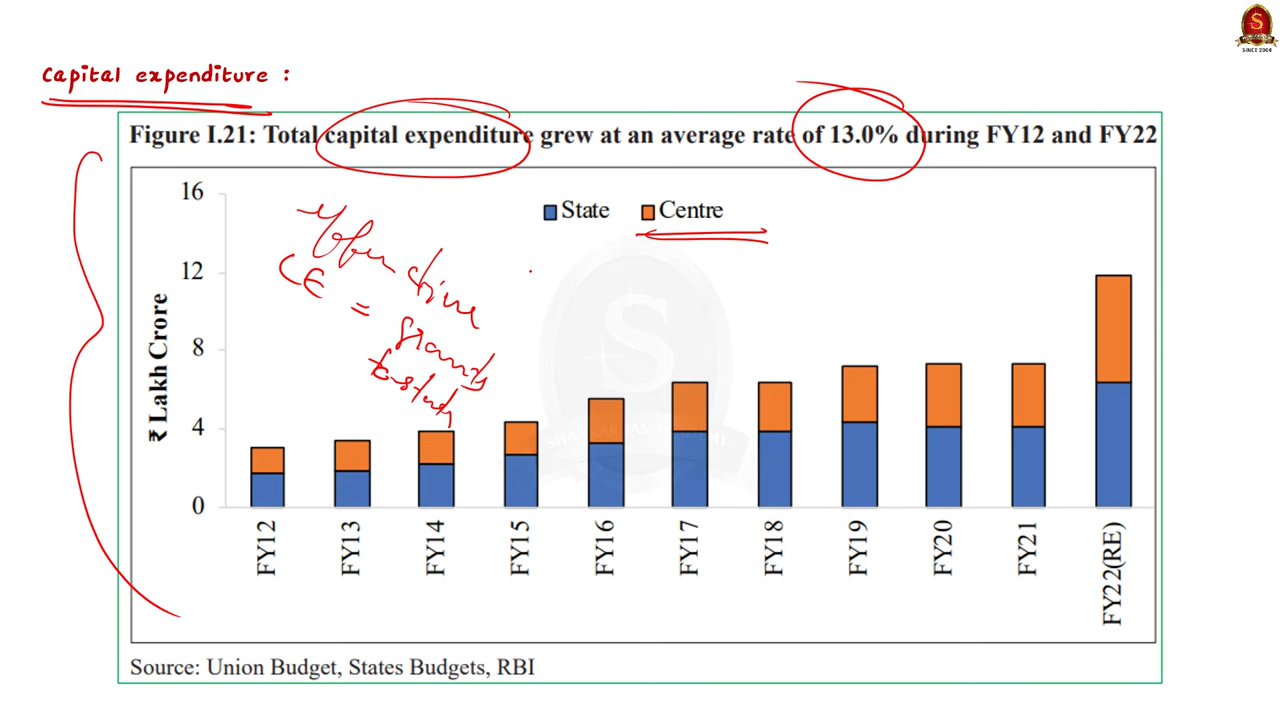 SINCE 2004
Capital expenditure :
Figure I.21: Total capital expenditure grew at an average rate of 13.0% during FY12 and FY22
16
12
8
4
0
₹ Lakh Crore
State Centre
CE =
FY12 FY13 FY14 FY15 FY16 FY17 FY18 FY19 FY20 FY21 FY22(RE)
Source: Union Budget, States Budgets, RBI